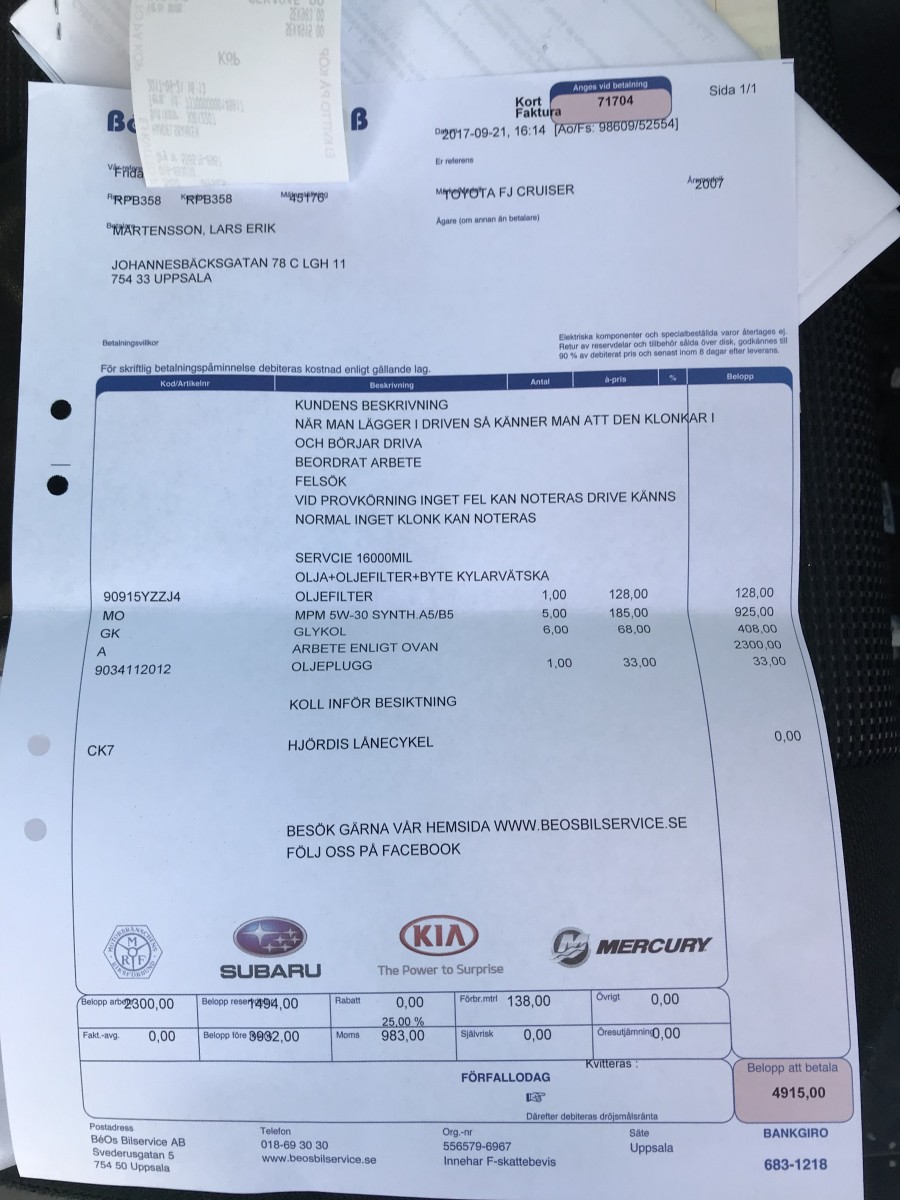 Kort
Faktura
Anges vid betalning
71704
Sida 1/1
2017-09-21, 16:14 [Ao/Fs: 98609/52554]
Er referens
Frida
RPB358 RPB358 45176
TOYOTA FJ CRUISER
2007
MÅRTENSSON, LARS ERIK
Ägare (om annan än betalare)
JOHANNESBÄCKSGATAN 78 C LGH 11
754 33 UPPSALA
Betalningsvillkor
Elektriska komponenter och specialbeställda varor återtages ej.
Retur av reservdelar och tillbehör sålda över disk, godkännes till
90 % av debiterat pris och senast inom 8 dagar efter leverans.
För skriftlig betalningspåminnelse debiteras kostnad enligt gällande lag.
Kod/Artikelnr Beskrivning Antal à-pris % Belopp
KUNDENS BESKRIVNING
NÄR MAN LÄGGER I DRIVEN SÅ KÄNNER MAN ATT DEN KLONKAR I
OCH BÖRJAR DRIVA
BEORDRAT ARBETE
FELSÖK
VID PROVKÖRNING INGET FEL KAN NOTERAS DRIVE KÄNNS
NORMAL INGET KLONK KAN NOTERAS
SERVCIE 16000MIL
OLJA+OLJEFILTER+BYTE KYLARVÄTSKA
90915YZZJ4 OLJEFILTER 1,00 128,00 128,00
MO MPM 5W-30 SYNTH.A5/B5 5,00 185,00 925,00
GK GLYKOL 6,00 68,00 408,00
A ARBETE ENLIGT OVAN 2300,00
9034112012 OLJEPLUGG 1,00 33,00 33,00
KOLL INFÖR BESIKTNING
CK7 HJÖRDIS LÅNECYKEL 0,00
BESÖK GÄRNA VÅR HEMSIDA WWW.BEOSBILSERVICE.SE
FÖLJ OSS PÅ FACEBOOK
MOTORBRANSCHENS
MRF
RIKSFÖRBUND
SUBARU
KIA
The Power to Surprise
MERCURY
Belopp arbete 2300,00 Belopp reserv 1494,00 Rabatt 0,00 Förbr.mtrl 138,00 Övrigt 0,00
25,00 %
Fakt.-avg. 0,00 Belopp före 3932,00 Moms 983,00 Självrisk 0,00 Öresutjämning 0,00
Kvitteras :
FÖRFALLODAG
Därefter debiteras dröjsmålsränta
Belopp att betala
4915,00
Postadress
BéOs Bilservice AB
Svederusgatan 5
754 50 Uppsala
Telefon
018-69 30 30
www.beosbilservice.se
Org.-nr
556579-6967
Innehar F-skattebevis
Säte
Uppsala
BANKGIRO
683-1218